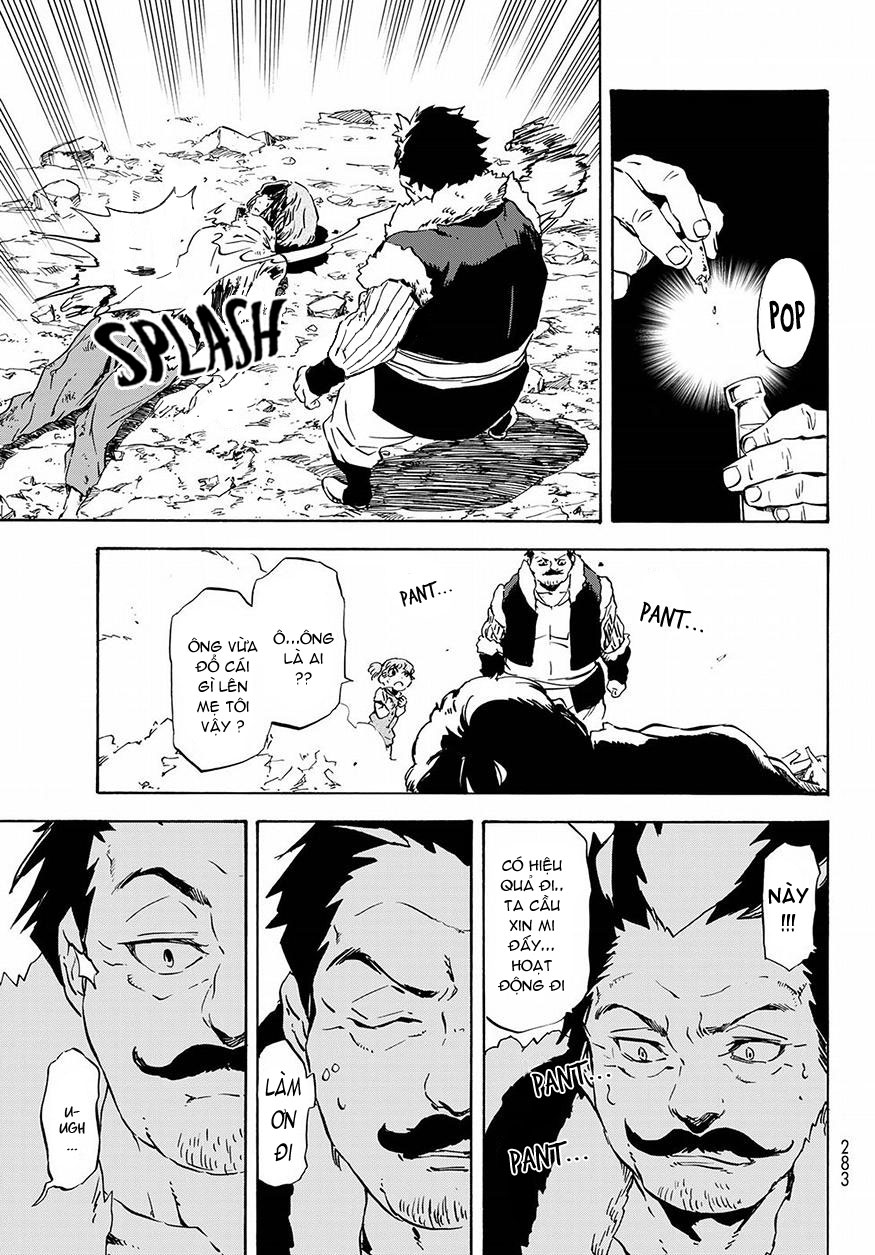 POP
SPLASH
PANT...
PANT...
Ô...ÔNG
LÀ AI
??
ÔNG VỪA
ĐỔ CÁI
GÌ LÊN
MẸ TÔI
VẬY ?
NÀY
!!!
CÓ HIỆU
QUẢ ĐI..
TA CẦU
XIN MI
ĐẤY...
HOẠT
ĐỘNG ĐI
PANT...
PANT...
LÀM
ƠN
ĐI
U-
UGH
...
283